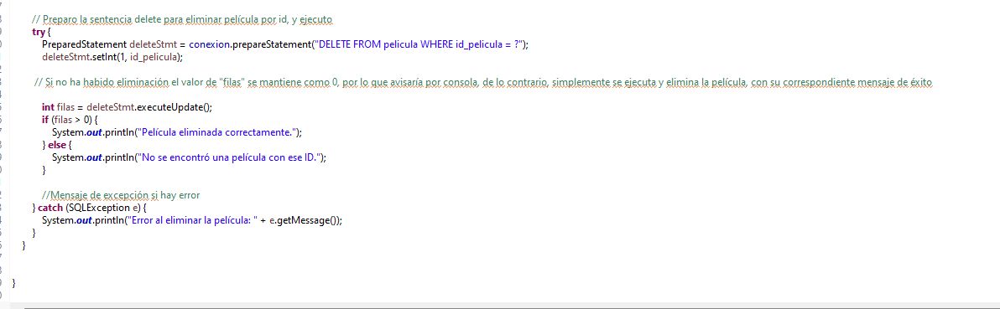 // Preparo la sentencia delete para eliminar película por id, y ejecuto
try {
PreparedStatement deleteStmt = conexion.prepareStatement("DELETE FROM pelicula WHERE id_pelicula = ?");
deleteStmt.setInt(1, id_pelicula);
// Si no ha habido eliminación el valor de "filas" se mantiene como 0, por lo que avisaría por consola, de lo contrario, simplemente se ejecuta y elimina la película, con su correspondiente mensaje de éxito
int filas = deleteStmt.executeUpdate();
if (filas > 0) {
System.out.println("Película eliminada correctamente.");
} else {
System.out.println("No se encontró una película con ese ID.");
}
//Mensaje de excepción si hay error
} catch (SQLException e) {
System.out.println("Error al eliminar la película: " + e.getMessage());
}
}
}